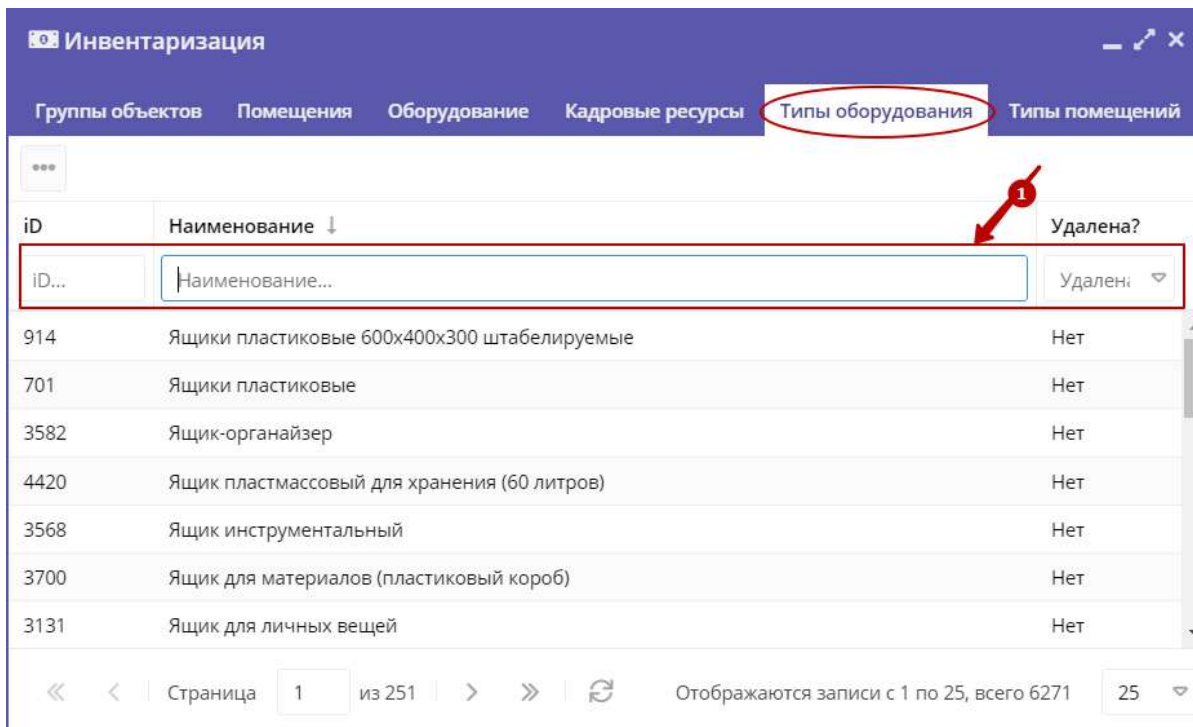 Инвентаризация
Группы объектов Помещения Оборудование Кадровые ресурсы Типы оборудования Типы помещений
1
iD Наименование ↓ Удалена?
iD... Наименование... Удалена
914 Ящики пластиковые 600х400х300 штабелируемые Нет
701 Ящики пластиковые Нет
3582 Ящик-органайзер Нет
4420 Ящик пластмассовый для хранения (60 литров) Нет
3568 Ящик инструментальный Нет
3700 Ящик для материалов (пластиковый короб) Нет
3131 Ящик для личных вещей Нет
Страница 1 из 251 Отображаются записи с 1 по 25, всего 6271 25